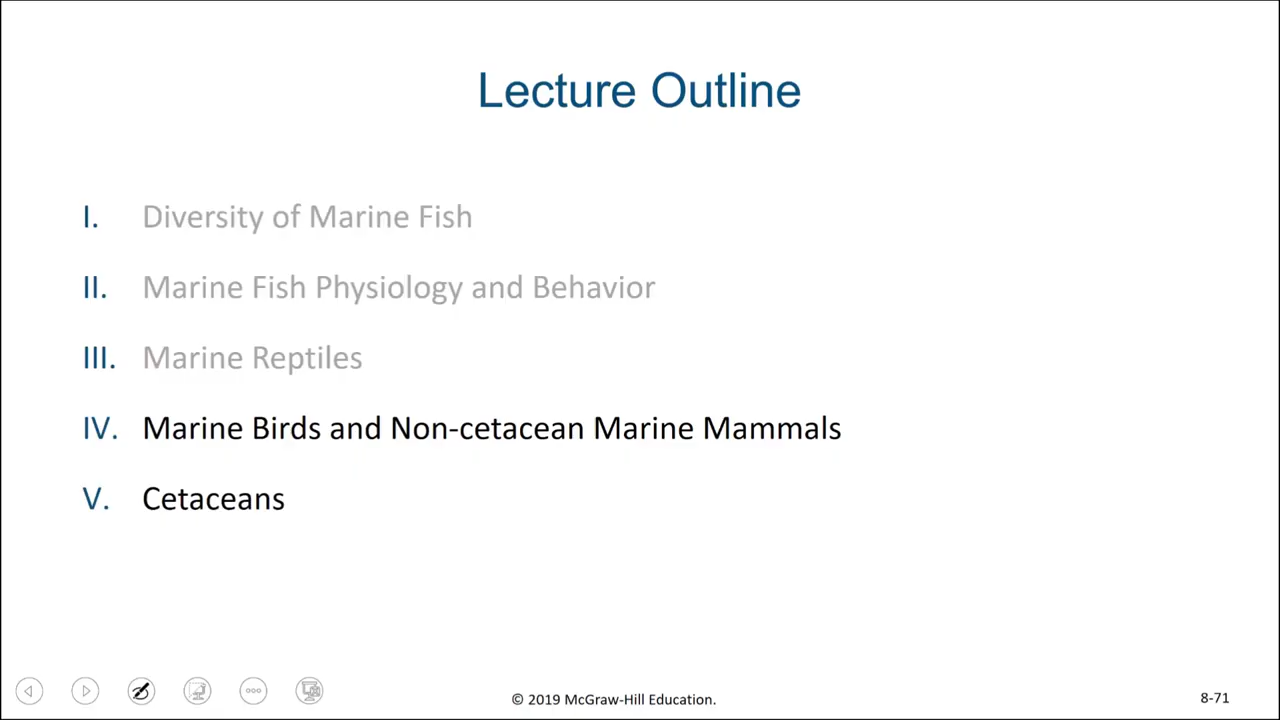 Lecture Outline
I. Diversity of Marine Fish
II. Marine Fish Physiology and Behavior
III. Marine Reptiles
IV. Marine Birds and Non-cetacean Marine Mammals
V. Cetaceans
© 2019 McGraw-Hill Education.
8-71